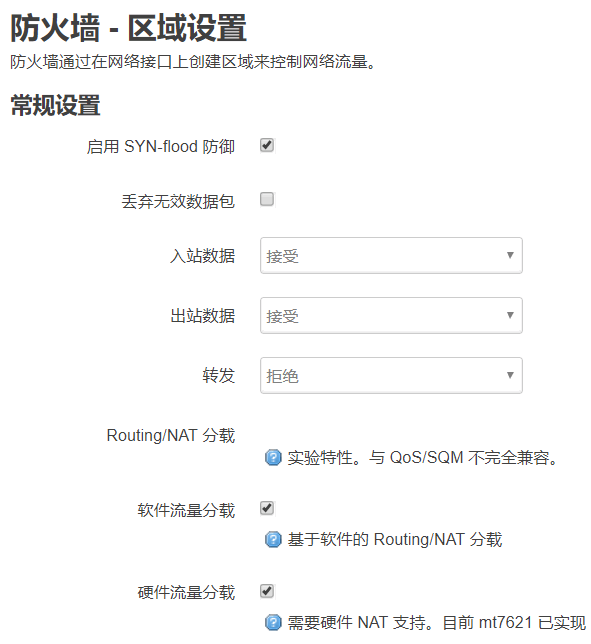 防火墙 - 区域设置
防火墙通过在网络接口上创建区域来控制网络流量。
常规设置
启用 SYN-flood 防御
丢弃无效数据包
入站数据 接受
出站数据 接受
转发 拒绝
Routing/NAT 分载
实验特性。与 QoS/SQM 不完全兼容。
软件流量分载
基于软件的 Routing/NAT 分载
硬件流量分载
需要硬件 NAT 支持。目前 mt7621 已实现